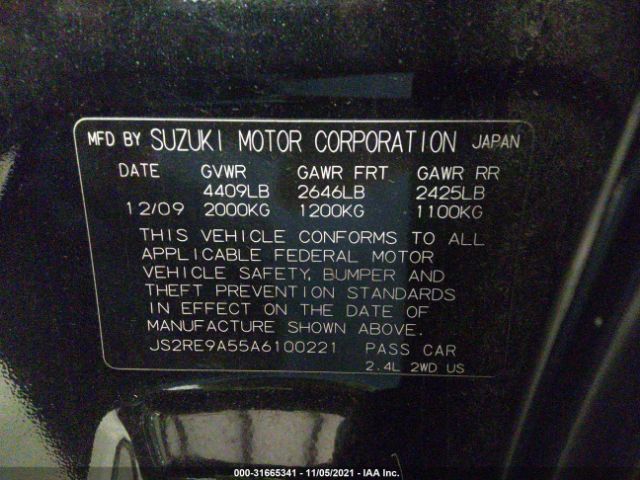 MFD BY SUZUKI MOTOR CORPORATION JAPAN
DATE GVWR GAWR FRT GAWR RR
4409LB 2646LB 2425LB
12/09 2000KG 1200KG 1100KG
THIS VEHICLE CONFORMS TO ALL
APPLICABLE FEDERAL MOTOR
VEHICLE SAFETY, BUMPER AND
THEFT PREVENTION STANDARDS
IN EFFECT ON THE DATE OF
MANUFACTURE SHOWN ABOVE.
JS2RE9A55A6100221 PASS CAR
2.4L 2WD US
000-31665341 - 11/05/2021 - IAA Inc.